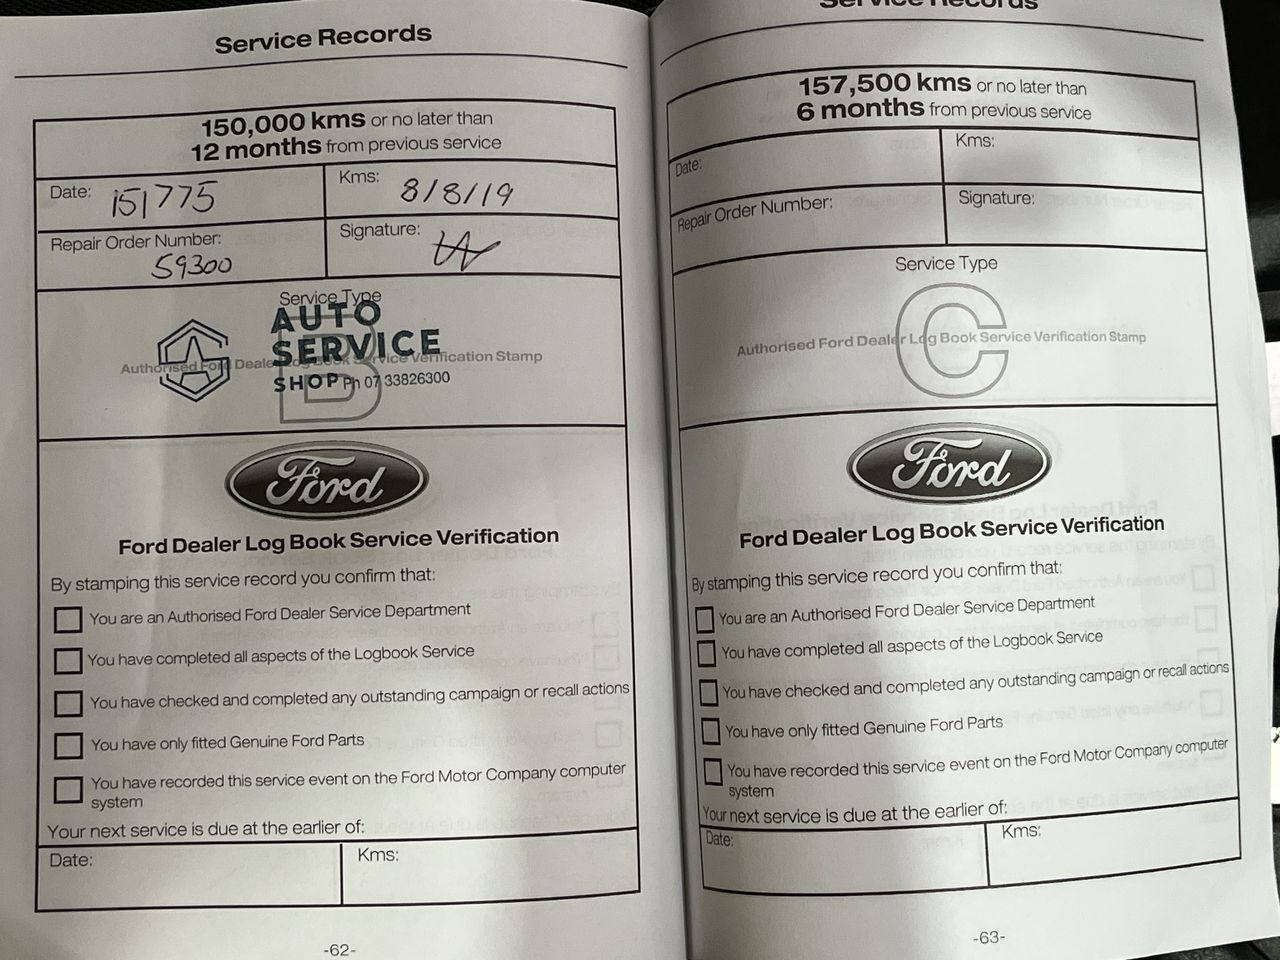 Service Records
150,000 kms or no later than
12 months from previous service
Date: 151775
Kms: 8/8/19
Repair Order Number:
59300
Signature:
Service Type
B
Authorised Ford Dealer Log Book Service Verification Stamp
AUTO
SERVICE
SHOP Ph 07 33826300
Ford
Ford Dealer Log Book Service Verification
By stamping this service record you confirm that:
You are an Authorised Ford Dealer Service Department
You have completed all aspects of the Logbook Service
You have checked and completed any outstanding campaign or recall actions
You have only fitted Genuine Ford Parts
You have recorded this service event on the Ford Motor Company computer
system
Your next service is due at the earlier of:
Date:
Kms:
-62-
Service Records
157,500 kms or no later than
6 months from previous service
Date:
Kms:
Repair Order Number:
Signature:
Service Type
C
Authorised Ford Dealer Log Book Service Verification Stamp
Ford
Ford Dealer Log Book Service Verification
By stamping this service record you confirm that:
You are an Authorised Ford Dealer Service Department
You have completed all aspects of the Logbook Service
You have checked and completed any outstanding campaign or recall actions
You have only fitted Genuine Ford Parts
You have recorded this service event on the Ford Motor Company computer
system
Your next service is due at the earlier of:
Date:
Kms:
-63-